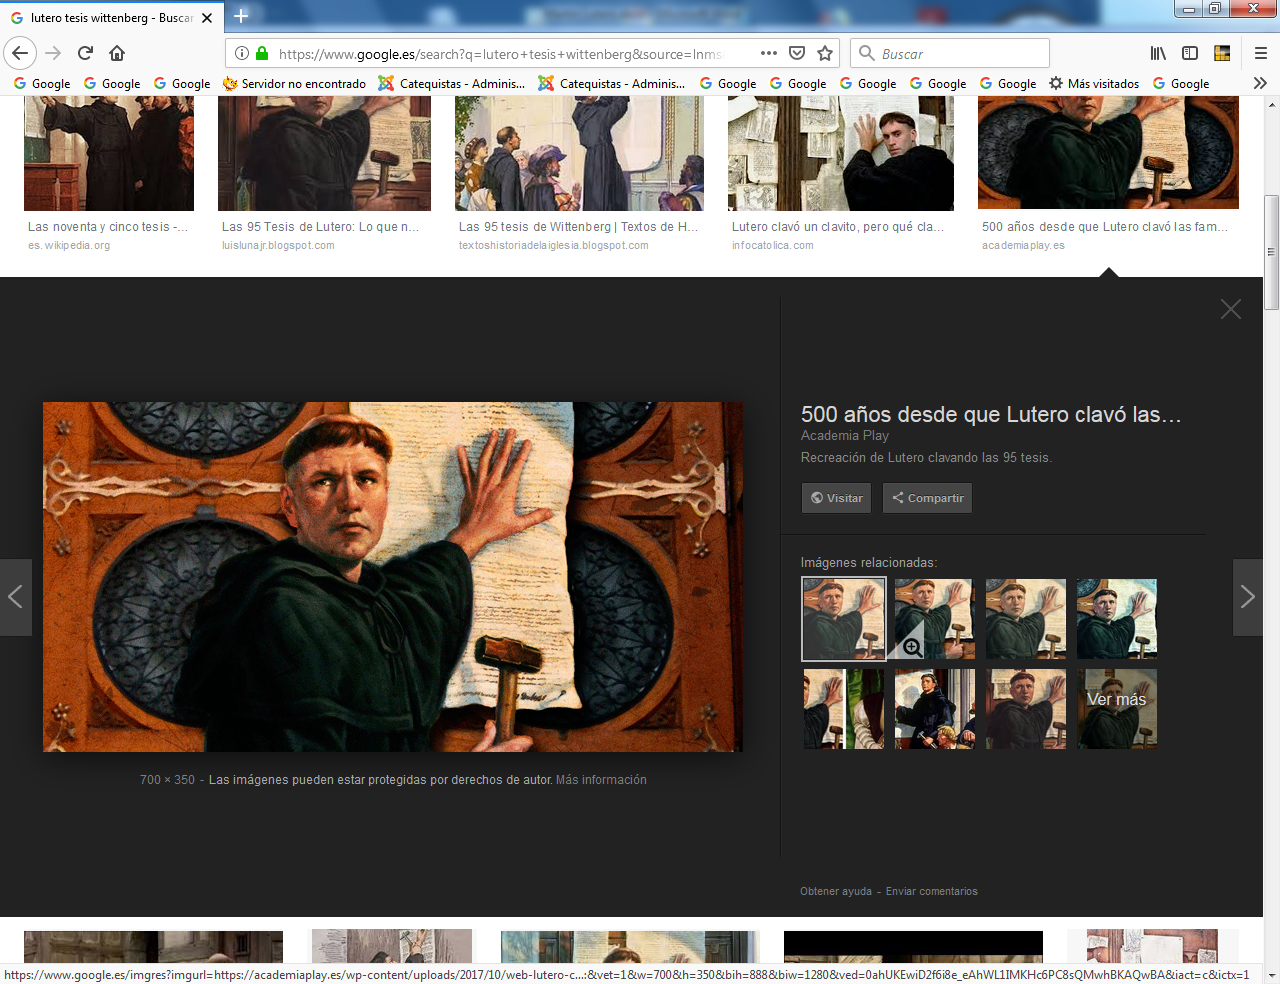 lutero tesis wittenberg - Buscar
https://www.google.es/search?q=lutero+tesis+wittenberg&source=lnms
Buscar
Google
Google
Google
Servidor no encontrado
Catequistas - Adminis...
Catequistas - Adminis...
Google
Google
Google
Google
Google
Más visitados
Google
Las noventa y cinco tesis -...
es.wikipedia.org
Las 95 Tesis de Lutero: Lo que n...
luislunajr.blogspot.com
Las 95 tesis de Wittenberg | Textos de H...
textoshistoriadelaiglesia.blogspot.com
Lutero clavó un clavito, pero qué cla...
infocatolica.com
500 años desde que Lutero clavó las fam...
academiaplay.es
500 años desde que Lutero clavó las...
Academia Play
Recreación de Lutero clavando las 95 tesis.
Visitar
Compartir
Imágenes relacionadas:
Ver más
700 × 350 - Las imágenes pueden estar protegidas por derechos de autor. Más información
Obtener ayuda - Enviar comentarios
https://www.google.es/imgres?imgurl=https://academiaplay.es/wp-content/uploads/2017/10/web-lutero-c...:&vet=1&w=700&h=350&bih=888&biw=1280&ved=0ahUKEwiD2f6i8e_eAhWL1IMKHc6PC8sQMwhBKAQwBA&iact=c&ictx=1